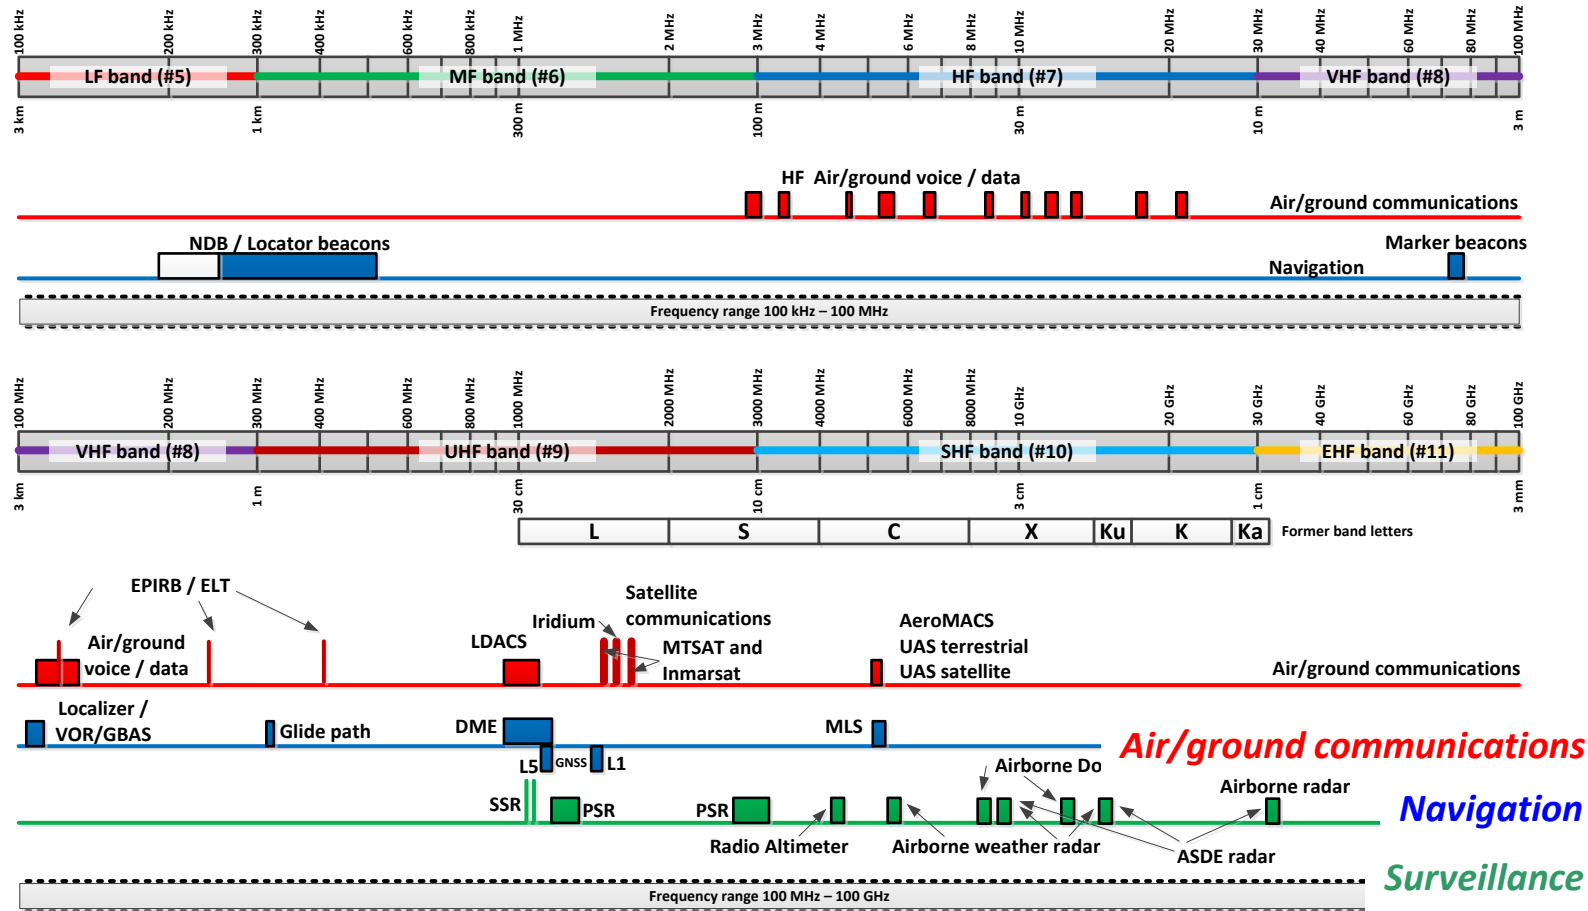 100 kHz
200 kHz
300 kHz
400 kHz
600 kHz
800 kHz
1 MHz
2 MHz
3 MHz
4 MHz
6 MHz
8 MHz
10 MHz
20 MHz
30 MHz
40 MHz
60 MHz
80 MHz
100 MHz
LF band (#5)
MF band (#6)
HF band (#7)
VHF band (#8)
3 km
1 km
300 m
100 m
30 m
10 m
3 m
HF Air/ground voice / data
Air/ground communications
NDB / Locator beacons
Marker beacons
Navigation
Frequency range 100 kHz – 100 MHz
100 MHz
200 MHz
300 MHz
400 MHz
600 MHz
800 MHz
1000 MHz
2000 MHz
3000 MHz
4000 MHz
6000 MHz
8000 MHz
10 GHz
20 GHz
30 GHz
40 GHz
60 GHz
80 GHz
100 GHz
VHF band (#8)
UHF band (#9)
SHF band (#10)
EHF band (#11)
3 km
1 m
30 cm
10 cm
3 cm
1 cm
3 mm
L
S
C
X
Ku
K
Ka
Former band letters
EPIRB / ELT
Air/ground
voice / data
LDACS
Iridium
Satellite
communications
MTSAT and
Inmarsat
AeroMACS
UAS terrestrial
UAS satellite
Air/ground communications
Localizer /
VOR/GBAS
Glide path
DME
MLS
L5
GNSS
L1
Air/ground communications
Airborne Do
SSR
PSR
PSR
Airborne radar
Navigation
Radio Altimeter
Airborne weather radar
ASDE radar
Surveillance
Frequency range 100 MHz – 100 GHz